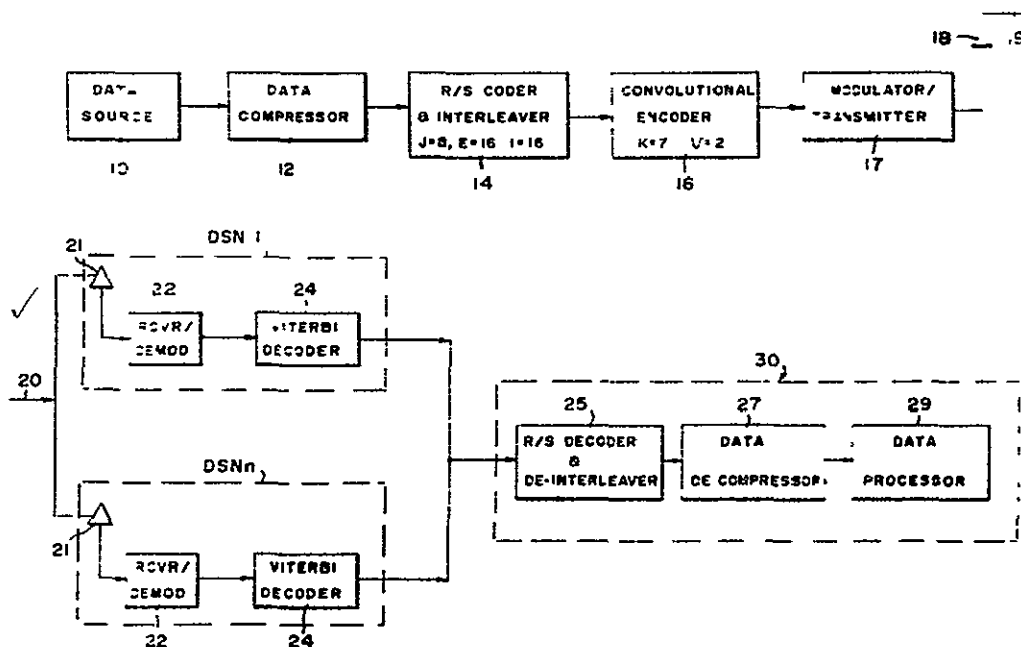 18
DATA
SOURCE
10
DATA
COMPRESSOR
12
R/S CODER
& INTERLEAVER
J=8, E=16 I=16
14
CONVOLUTIONAL
ENCODER
K=7 V=2
16
MODULATOR/
TRANSMITTER
17
DSN 1
21
22
24
RCVR/
DEMOD
VITERBI
DECODER
20
30
25
27
29
R/S DECODER
&
DE-INTERLEAVER
DATA
DE COMPRESSOR
DATA
PROCESSOR
DSNn
21
RCVR/
DEMOD
VITERBI
DECODER
22
24